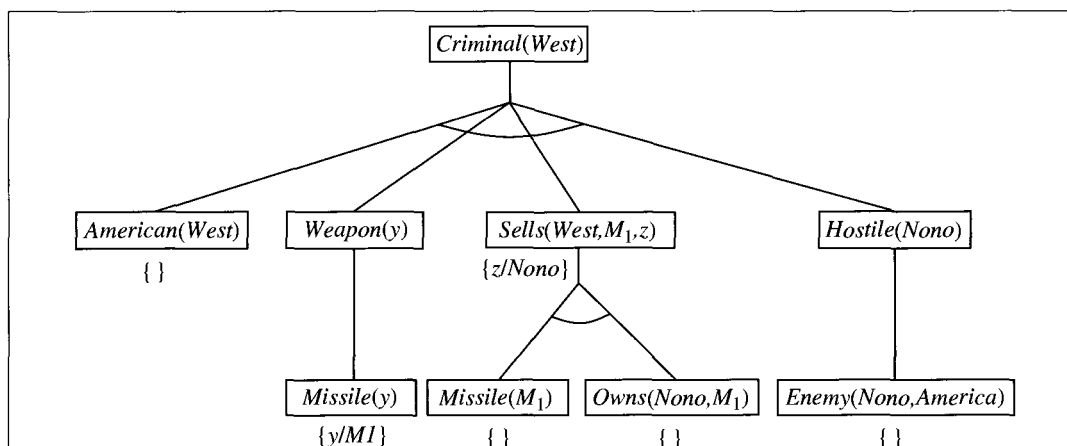 Criminal(West)
American(West) Weapon(y) Sells(West,M₁,z) Hostile(Nono)
{ } {z/Nono}
Missile(y) Missile(M₁) Owns(Nono,M₁) Enemy(Nono,America)
{y/M1} { } { } { }